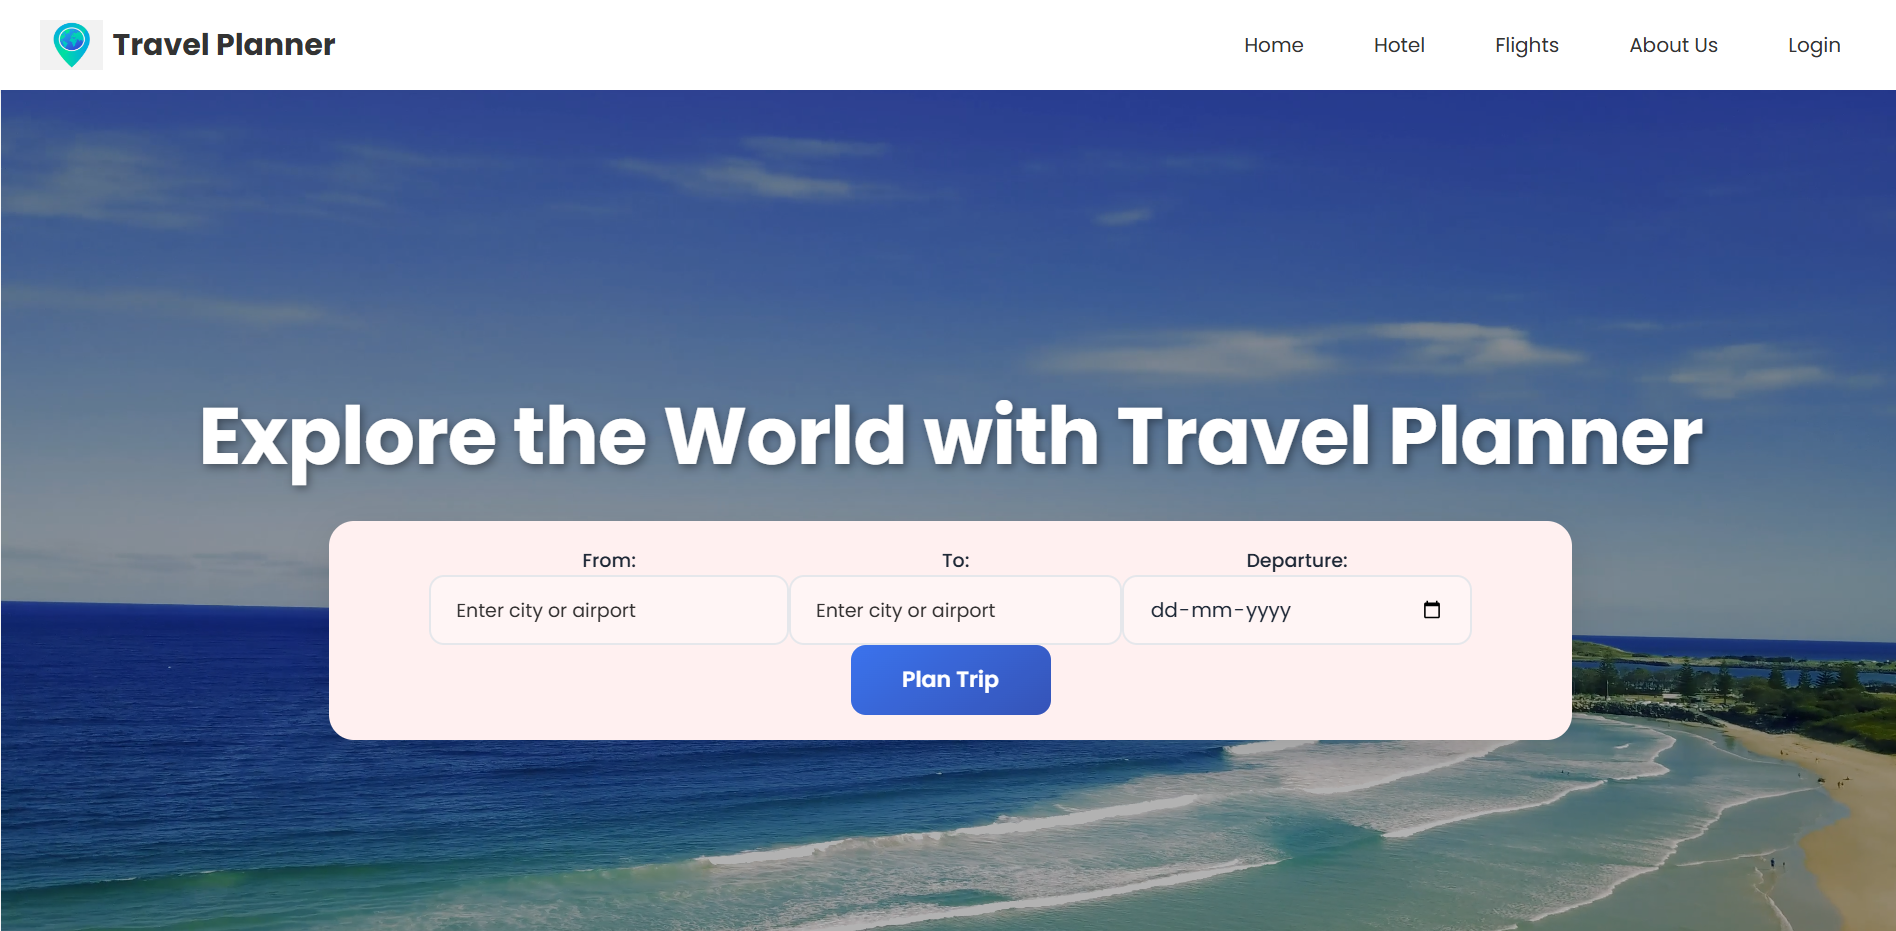 Travel Planner
Home Hotel Flights About Us Login
Explore the World with Travel Planner
From: To: Departure:
Enter city or airport Enter city or airport dd-mm-yyyy
Plan Trip